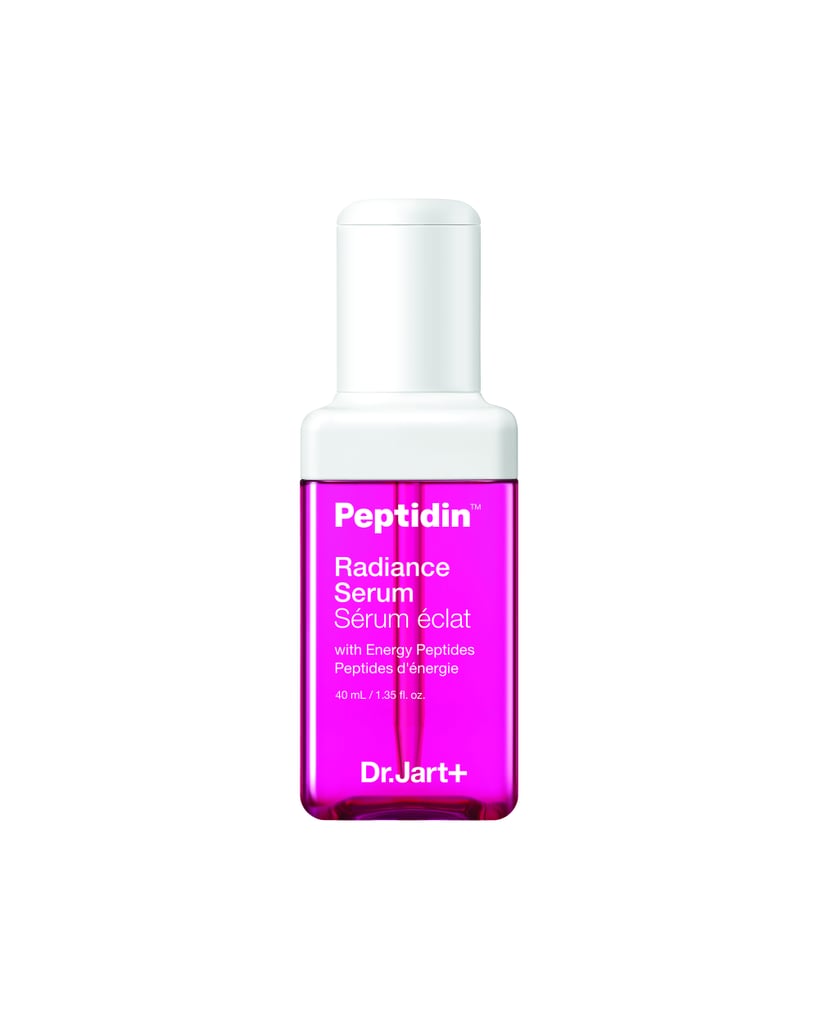 Peptidin™
Radiance
Serum
Sérum éclat
with Energy Peptides
Peptides d'énergie
40 mL / 1.35 fl. oz.
Dr.Jart+